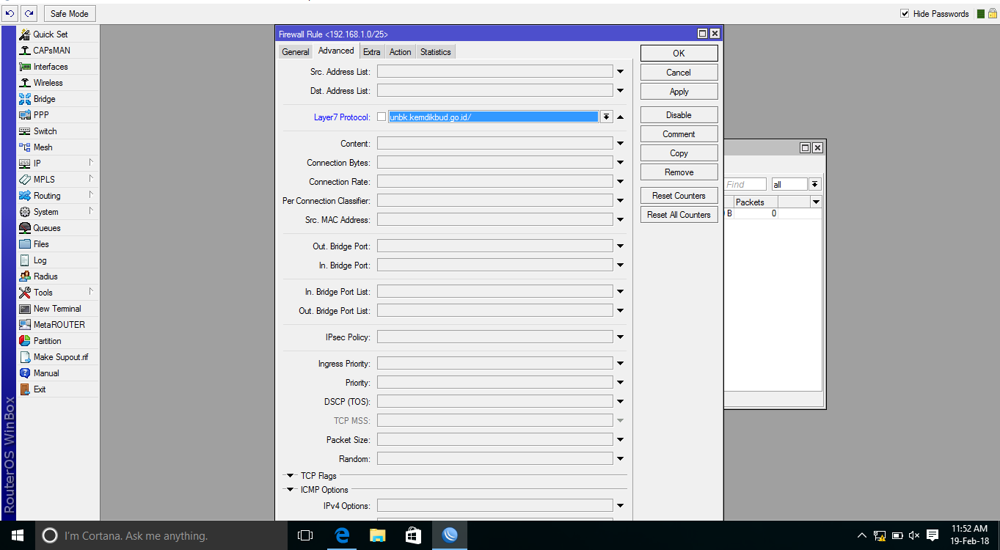 Safe Mode
Hide Passwords
Quick Set
CAPsMAN
Interfaces
Wireless
Bridge
PPP
Switch
Mesh
IP
MPLS
Routing
System
Queues
Files
Log
Radius
Tools
New Terminal
MetaROUTER
Partition
Make Supout.rif
Manual
Exit
RouterOS WinBox
Firewall Rule <192.168.1.0/25>
General Advanced Extra Action Statistics
Src. Address List:
Dst. Address List:
Layer7 Protocol: unbk.kemdikbud.go.id/
Content:
Connection Bytes:
Connection Rate:
Per Connection Classifier:
Src. MAC Address:
Out. Bridge Port:
In. Bridge Port:
In. Bridge Port List:
Out. Bridge Port List:
IPsec Policy:
Ingress Priority:
Priority:
DSCP (TOS):
TCP MSS:
Packet Size:
Random:
TCP Flags
ICMP Options
IPv4 Options:
OK
Cancel
Apply
Disable
Comment
Copy
Remove
Reset Counters
Reset All Counters
Find all
Packets
B 0
I'm Cortana. Ask me anything.
11:52 AM
19-Feb-18